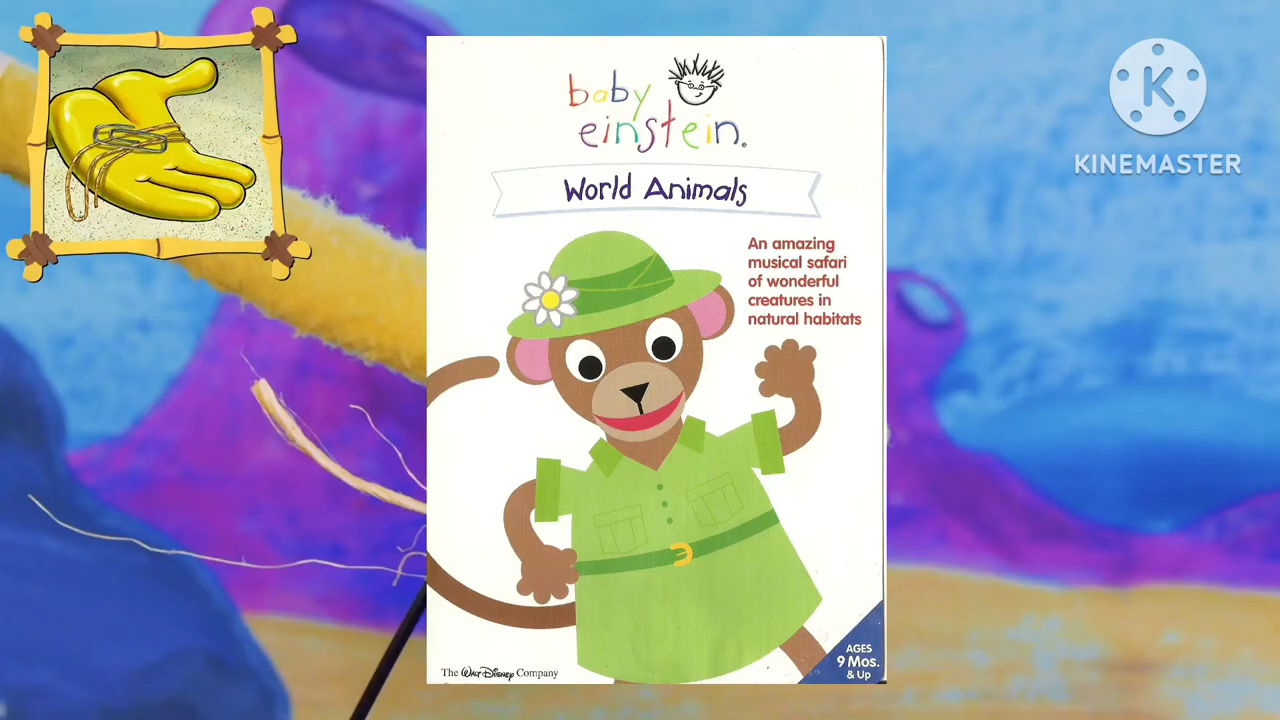 baby
einstein.
World Animals
An amazing
musical safari
of wonderful
creatures in
natural habitats
The Walt Disney Company
AGES
9 Mos.
& Up
K
KINEMASTER